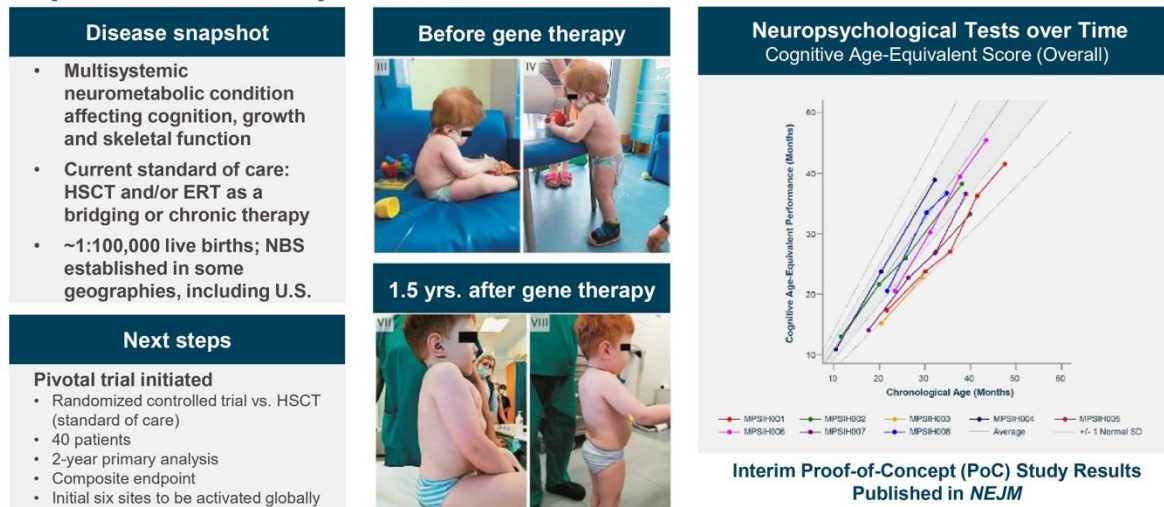 Disease snapshot
• Multisystemic
neurometabolic condition
affecting cognition, growth
and skeletal function
• Current standard of care:
HSCT and/or ERT as a
bridging or chronic therapy
• ~1:100,000 live births; NBS
established in some
geographies, including U.S.
Next steps
Pivotal trial initiated
• Randomized controlled trial vs. HSCT
(standard of care)
• 40 patients
• 2-year primary analysis
• Composite endpoint
• Initial six sites to be activated globally
Before gene therapy
III
IV
1.5 yrs. after gene therapy
VII
VIII
Neuropsychological Tests over Time
Cognitive Age-Equivalent Score (Overall)
Cognitive Age-Equivalent Performance (Months)
60
40
30
20
10
10 20 30 40 50 60
Chronological Age (Months)
MPSIH001 MPSIH002 MPSIH003 MPSIH004 MPSIH005
MPSIH006 MPSIH007 MPSIH008 Average +/- 1 Normal SD
Interim Proof-of-Concept (PoC) Study Results
Published in NEJM